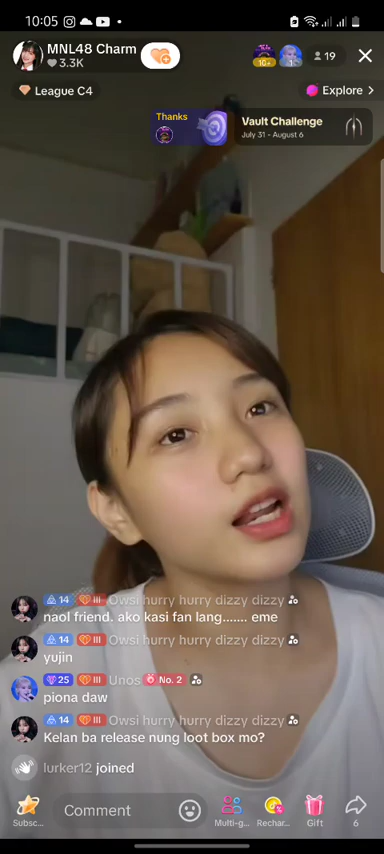 10:05
MNL48 Charm
3.3K
19
League C4
Explore
Thanks
Vault Challenge
July 31 - August 6
14 III Owsi hurry hurry dizzy dizzy
naol friend. ako kasi fan lang....... eme
14 III Owsi hurry hurry dizzy dizzy
yujin
25 III Unos No. 2
piona daw
14 III Owsi hurry hurry dizzy dizzy
Kelan ba release nung loot box mo?
lurker12 joined
Comment
Subsc... Multi-g... Rechar... Gift 6